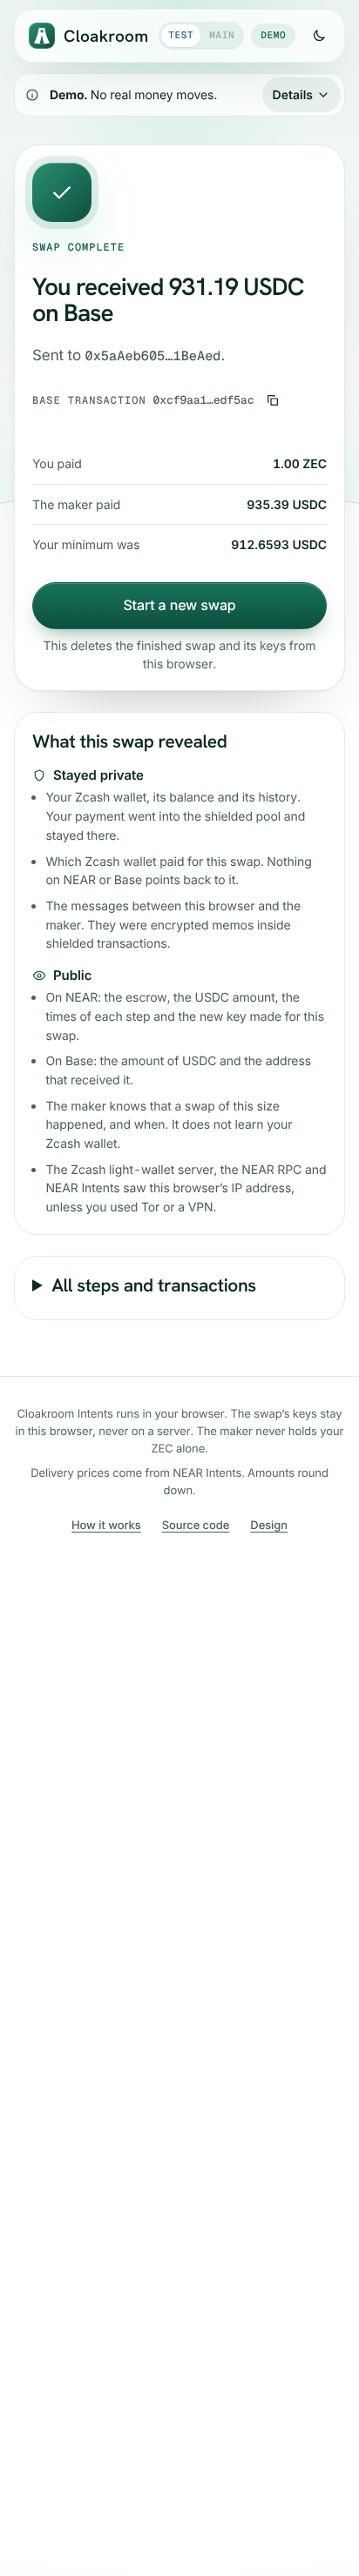 Cloakroom TEST MAIN DEMO
Demo. No real money moves. Details
SWAP COMPLETE
You received 931.19 USDC
on Base
Sent to 0x5aAeb605…1BeAed.
BASE TRANSACTION 0xcf9aa1…edf5ac
You paid 1.00 ZEC
The maker paid 935.39 USDC
Your minimum was 912.6593 USDC
Start a new swap
This deletes the finished swap and its keys from
this browser.
What this swap revealed
Stayed private
• Your Zcash wallet, its balance and its history.
Your payment went into the shielded pool and
stayed there.
• Which Zcash wallet paid for this swap. Nothing
on NEAR or Base points back to it.
• The messages between this browser and the
maker. They were encrypted memos inside
shielded transactions.
Public
• On NEAR: the escrow, the USDC amount, the
times of each step and the new key made for this
swap.
• On Base: the amount of USDC and the address
that received it.
• The maker knows that a swap of this size
happened, and when. It does not learn your
Zcash wallet.
• The Zcash light-wallet server, the NEAR RPC and
NEAR Intents saw this browser's IP address,
unless you used Tor or a VPN.
All steps and transactions
Cloakroom Intents runs in your browser. The swap's keys stay
in this browser, never on a server. The maker never holds your
ZEC alone.
Delivery prices come from NEAR Intents. Amounts round
down.
How it works Source code Design